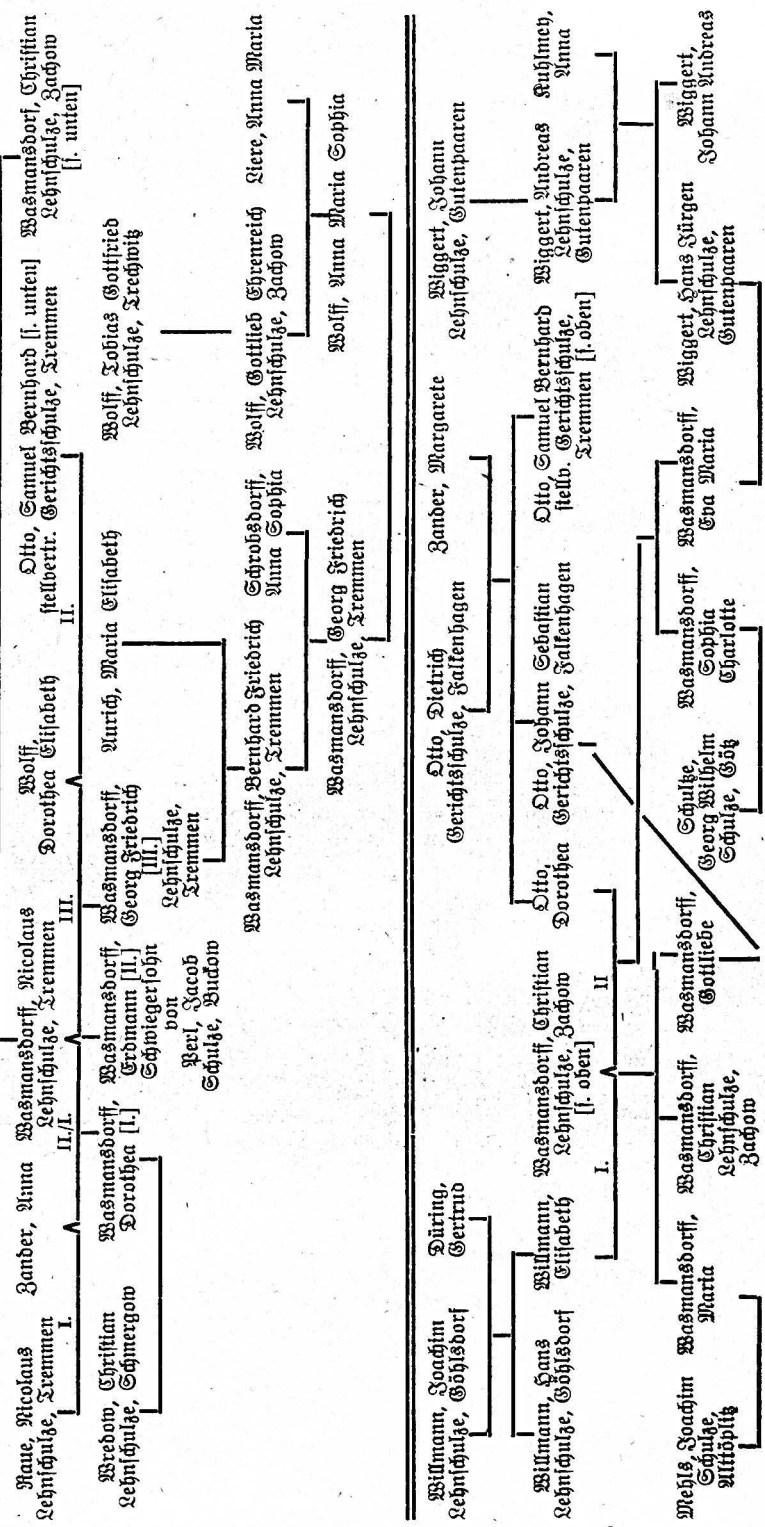 Raue, Nicolaus
Lehnschulze, Tremmen
I.
Zander, Anna
II./I.
Wasmansdorff, Nicolaus
Lehnschulze, Tremmen
III.
Wolff,
Dorothea Elisabeth
II.
Otto, Samuel Bernhard [s. unten]
stellvertr. Gerichtsschulze, Tremmen
Wasmansdorf, Christian
Lehnschulze, Zachow
[s. unten]
Wredow, Christian
Lehnschulze, Schmergow
Wasmansdorff,
Dorothea [I.]
Wasmansdorff,
Erdmann [II.]
Schwiegersohn
von
Perl, Jacob
Schulze, Buckow
Wasmansdorff,
Georg Friedrich
[III.]
Lehnschulze,
Tremmen
Aurich, Maria Elisabeth
Wolff, Tobias Gottfried
Lehnschulze, Trechwitz
Wasmansdorff, Bernhard Friedrich
Lehnschulze, Tremmen
Schrobsdorff,
Anna Sophia
Wolff, Gottlieb Ehrenreich
Lehnschulze, Zachow
Liere, Anna Maria
Wasmansdorff, Georg Friedrich
Lehnschulze, Tremmen
Wolff, Anna Maria Sophia
Willmann, Joachim
Lehnschulze, Göhlsdorf
Düring,
Gertrud
Otto, Dietrich
Gerichtsschulze, Falkenhagen
Zander, Margarete
Wiggert, Johann
Lehnschulze, Gutenpaaren
Willmann, Hans
Lehnschulze, Göhlsdorf
Willmann,
Elisabeth
I.
Wasmansdorff, Christian
Lehnschulze, Zachow
[s. oben]
II
Otto,
Dorothea
Otto, Johann Sebastian
Gerichtsschulze, Falkenhagen
Otto, Samuel Bernhard
stellv. Gerichtsschulze,
Tremmen [s. oben]
Wiggert, Andreas
Lehnschulze,
Gutenpaaren
Kuhlmey,
Anna
Mehls, Joachim
Schulze,
Alttöplitz
Wasmansdorff,
Maria
Wasmansdorff,
Christian
Lehnschulze,
Zachow
Wasmansdorff,
Gottliebe
Schultze,
Georg Wilhelm
Schulze, Götz
Wasmansdorff,
Sophia
Charlotte
Wasmansdorff,
Eva Maria
Wiggert, Hans Jürgen
Lehnschulze,
Gutenpaaren
Wiggert,
Johann Andreas